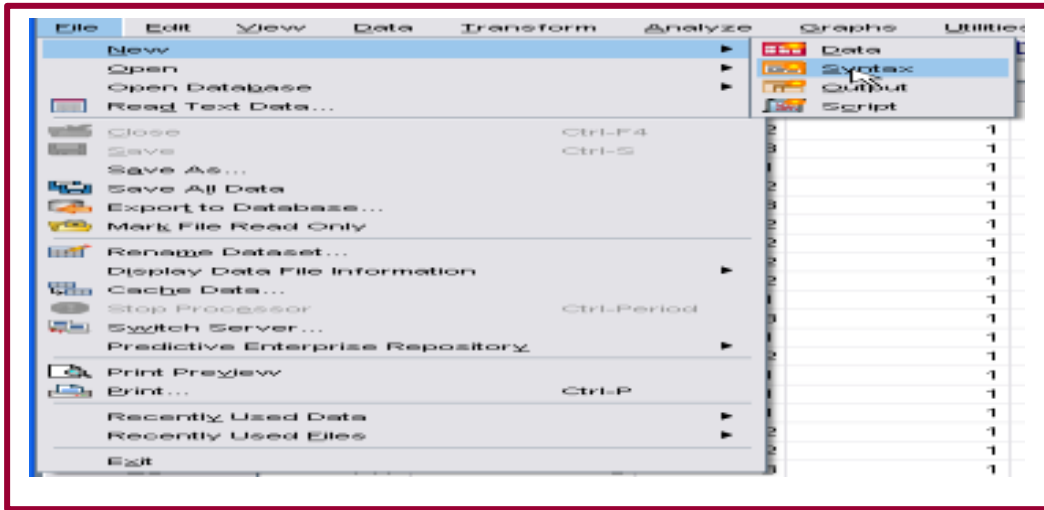 File Edit View Data Transform Analyze Graphs Utilities
New
Data
Open
Syntax
Open Database
Output
Read Text Data...
Script
Close Ctrl-F4
Save Ctrl-S
Save As...
Save All Data
Export to Database...
Mark File Read Only
Rename Dataset...
Display Data File Information
Cache Data...
Stop Processor Ctrl-Period
Switch Server...
Predictive Enterprise Repository
Print Preview
Print... Ctrl-P
Recently Used Data
Recently Used Files
Exit